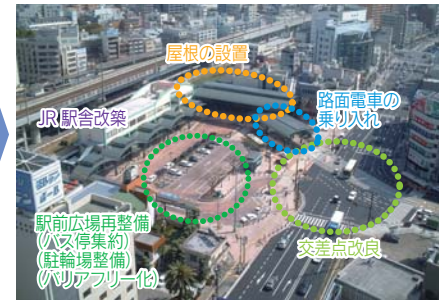 屋根の設置
路面電車の
乗り入れ
JR駅舎改築
駅前広場再整備
(バス停集約)
(駐輪場整備)
(バリアフリー化)
交差点改良